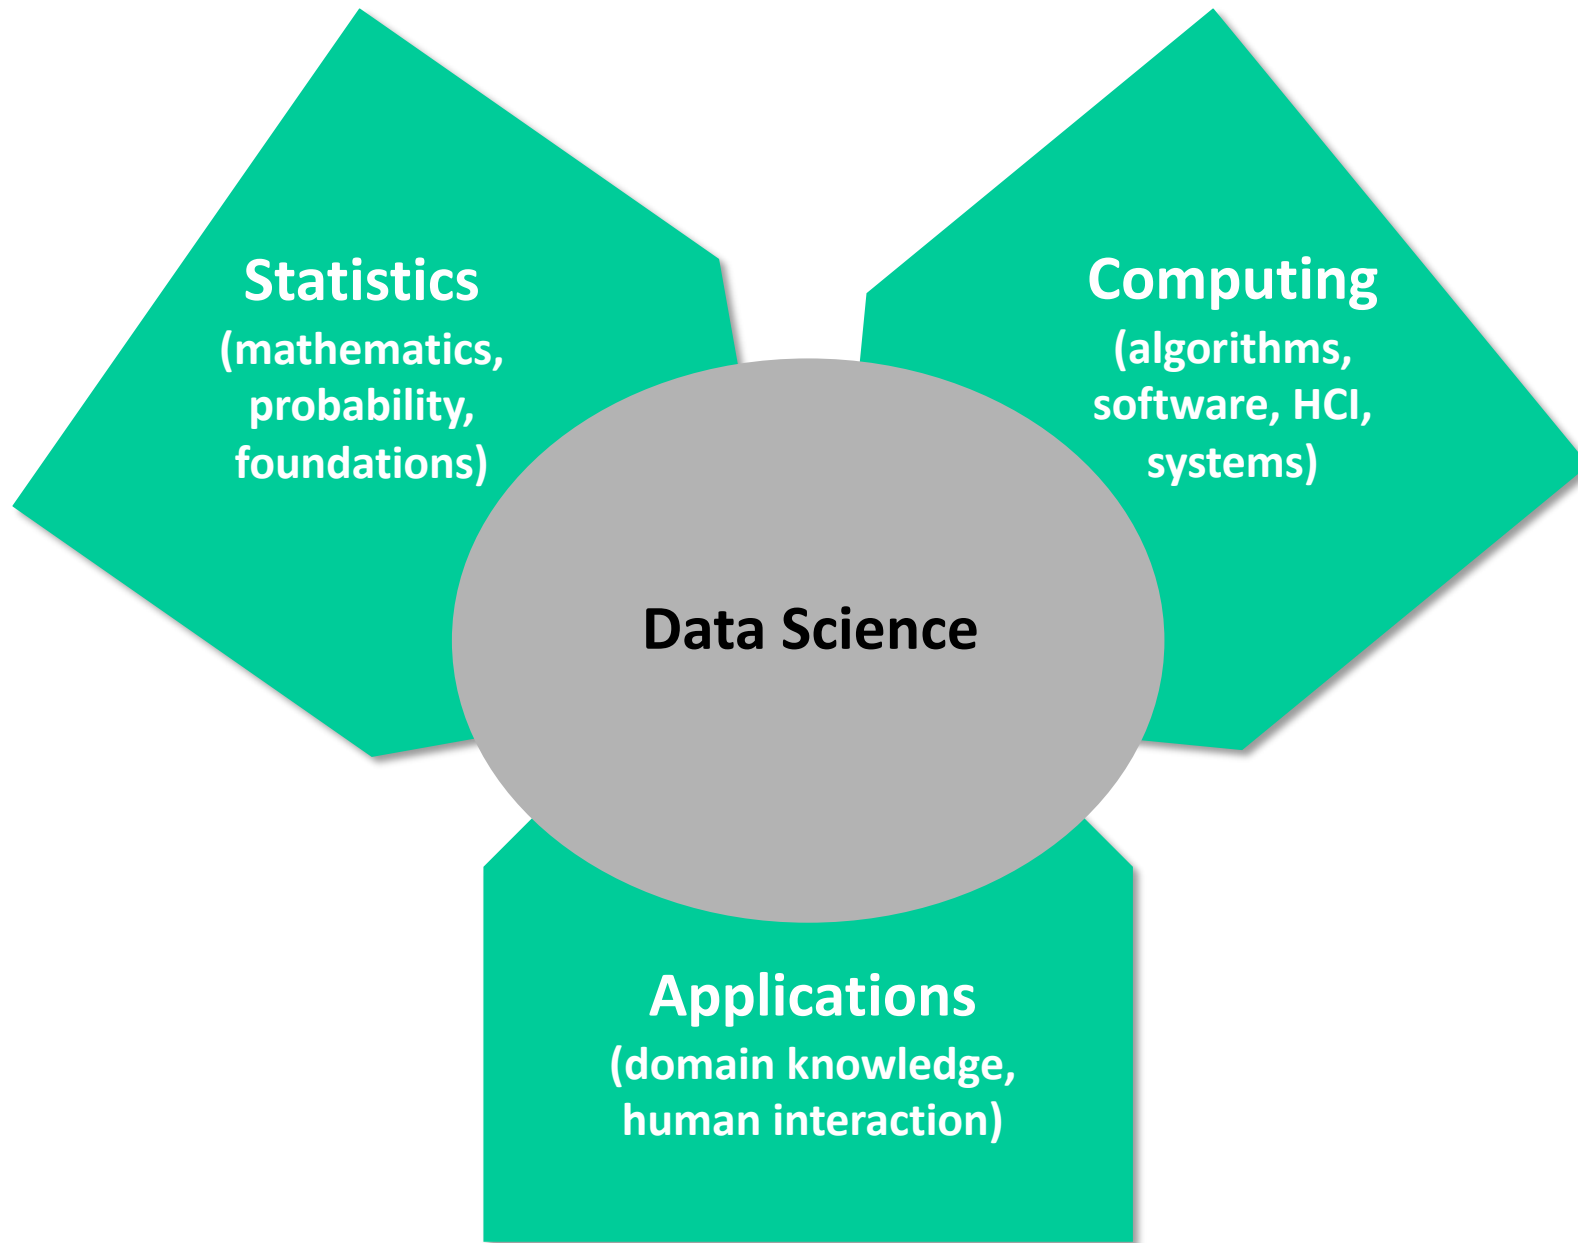 Statistics
(mathematics,
probability,
foundations)
Computing
(algorithms,
software, HCI,
systems)
Data Science
Applications
(domain knowledge,
human interaction)